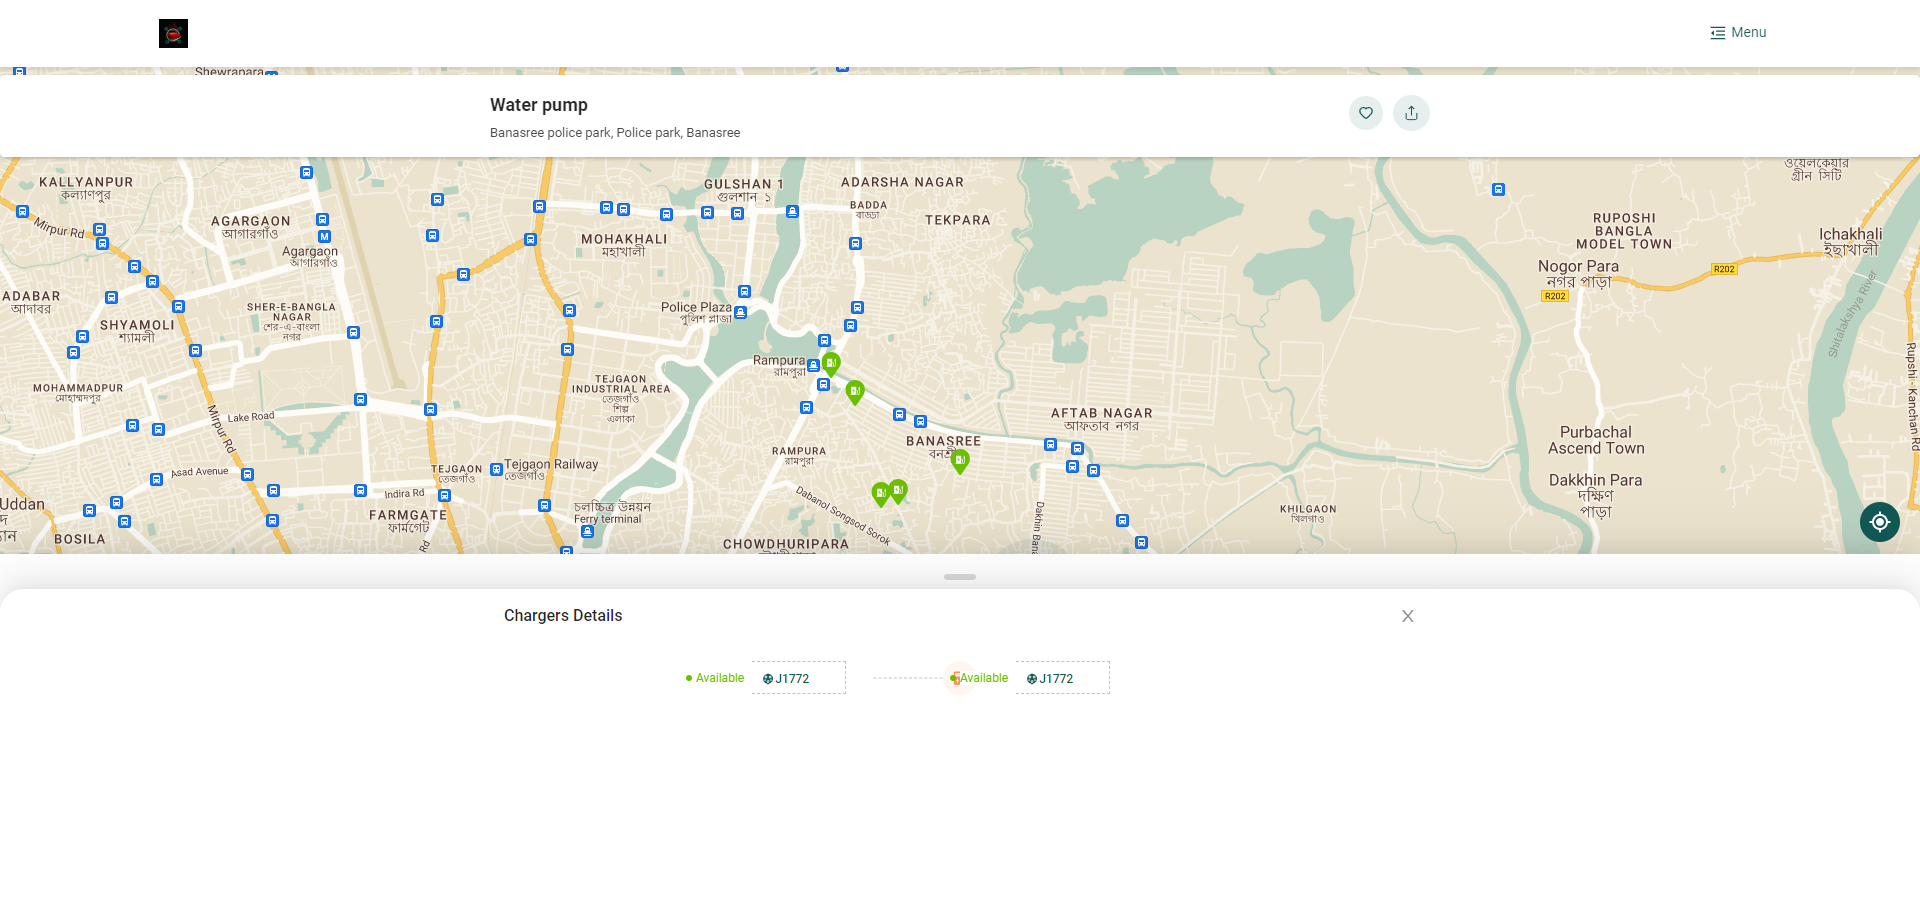 Menu
Shewrapara
Water pump
Banasree police park, Police park, Banasree
ওয়েলকেয়ার
গ্রীন সিটি
KALLYANPUR
কল্যাণপুর
GULSHAN 1
গুলশান ১
ADARSHA NAGAR
BADDA
বাড্ডা
TEKPARA
Mirpur Rd
AGARGAON
আগারগাঁও
Agargaon
আগারগাঁও
M
MOHAKHALI
মহাখালী
RUPOSHI
BANGLA
MODEL TOWN
Ichakhali
ইছাখালী
Nogor Para
নগর পাড়া
R202
R202
ADABAR
আদাবর
SHER-E-BANGLA
NAGAR
শের-এ-বাংলা
নগর
Police Plaza
পুলিশ প্লাজা
SHYAMOLI
শ্যামলী
Shitalakshya River
Rupshi - Kanchan Rd
Rampura
রামপুরা
MOHAMMADPUR
মোহাম্মদপুর
TEJGAON
INDUSTRIAL AREA
তেজগাঁও
শিল্প
এলাকা
Lake Road
Mirpur Rd
AFTAB NAGAR
আফতাব নগর
BANASREE
বনশ্রী
Purbachal
Ascend Town
RAMPURA
রামপুরা
TEJGAON
তেজগাঁও
Tejgaon Railway
তেজগাঁও
Asad Avenue
Indira Rd
Dakkhin Para
দক্ষিণ
পাড়া
Dabanol Songsod Sorok
Uddan
FARMGATE
ফার্মগেট
চলচ্চিত্র উন্নয়ন
Ferry terminal
KHILGAON
খিলগাঁও
Dakhin Bana
BOSILA
Rd
CHOWDHURIPARA
Chargers Details
Available
J1772
Available
J1772